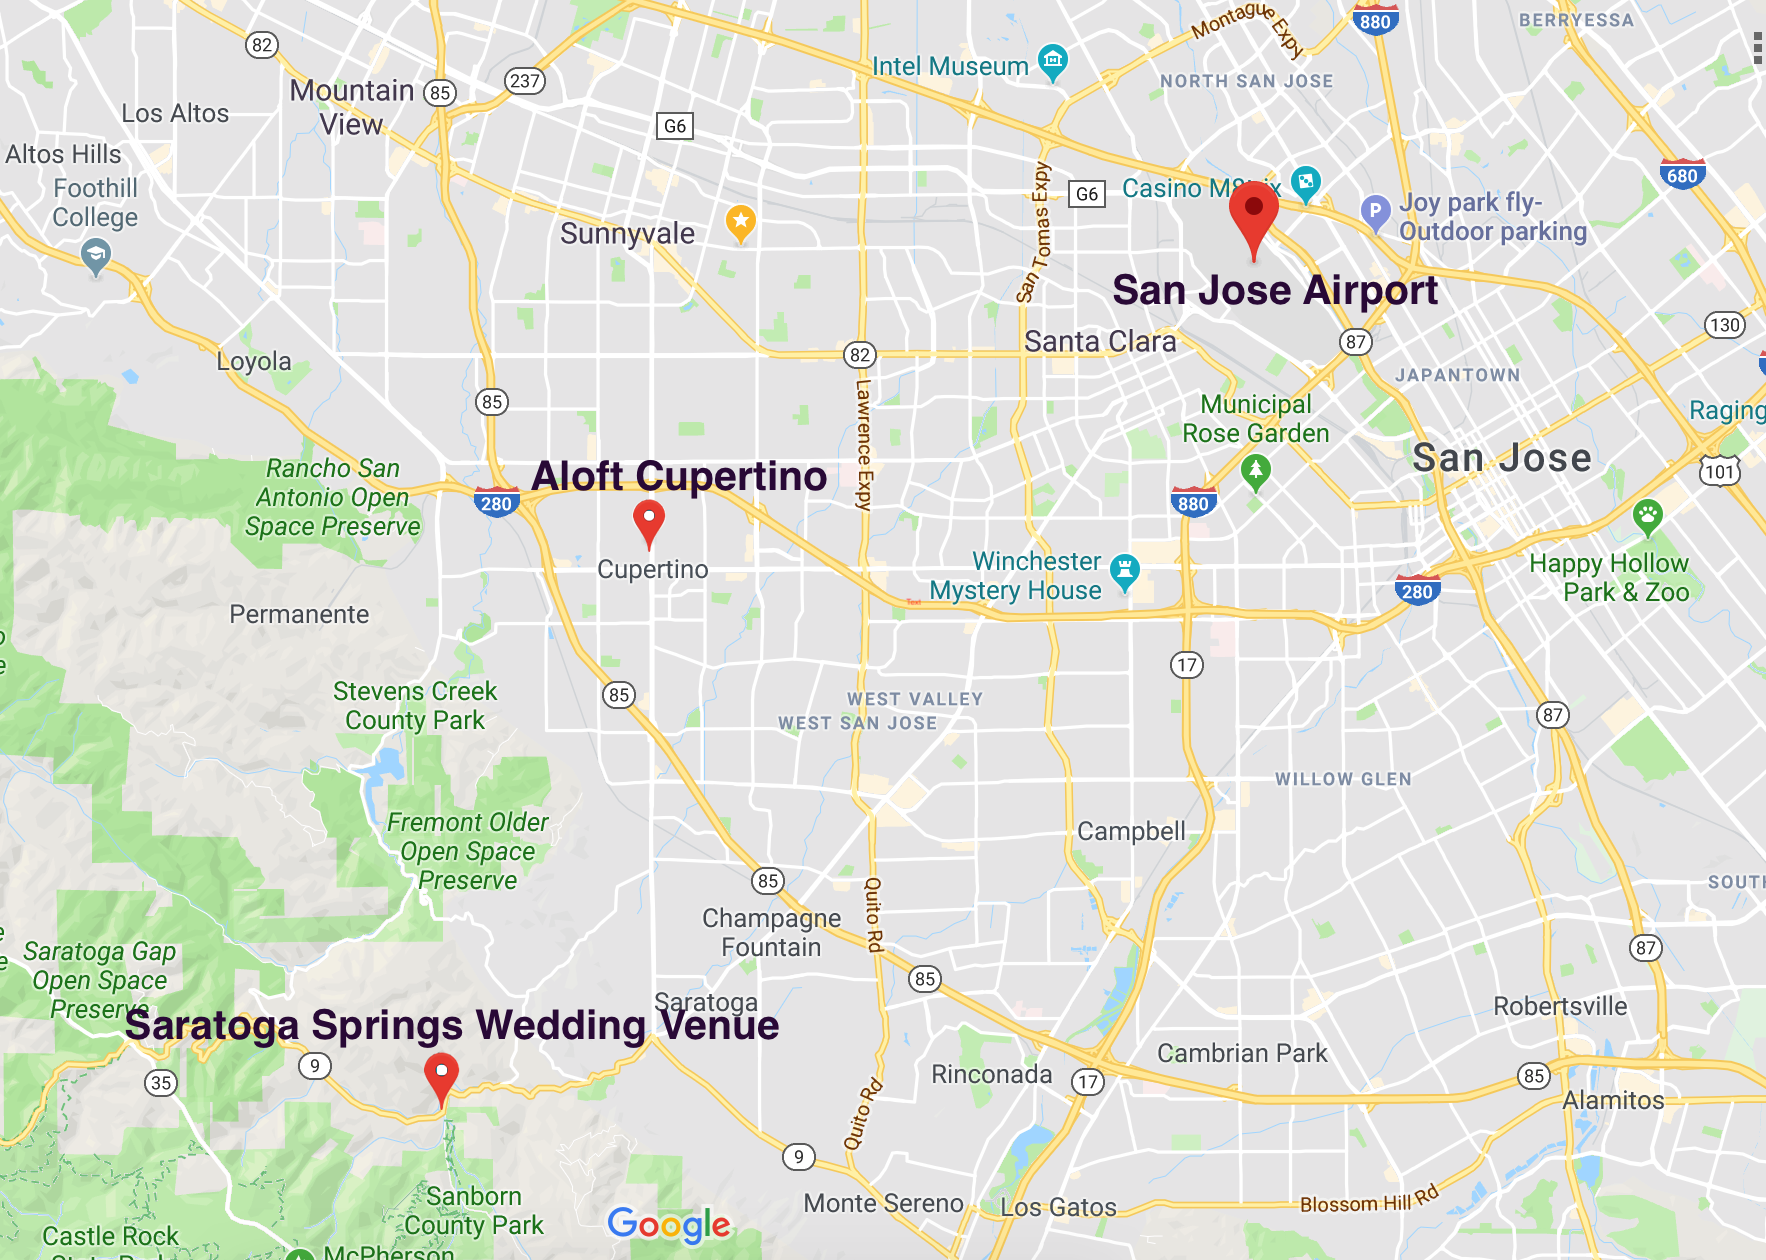 BERRYESSA
880
Montague Expy
82
Intel Museum
NORTH SAN JOSE
237
Mountain
View
85
Los Altos
G6
Altos Hills
Foothill
College
680
Casino
G6
San Tomas Expy
P
Joy park fly-
Outdoor parking
Sunnyvale
San Jose Airport
130
Santa Clara
87
82
Loyola
JAPANTOWN
85
Lawrence Expy
Municipal
Rose Garden
Raging
San Jose
Rancho San
Antonio Open
Space Preserve
Aloft Cupertino
101
280
880
Cupertino
Winchester
Mystery House
Happy Hollow
Park & Zoo
280
Text
Permanente
17
Stevens Creek
County Park
85
WEST VALLEY
WEST SAN JOSE
87
WILLOW GLEN
Fremont Older
Open Space
Preserve
Campbell
85
SOUTH
Quito Rd
Champagne
Fountain
87
Saratoga Gap
Open Space
Preserve
85
Saratoga
Robertsville
Saratoga Springs Wedding Venue
9
35
Rinconada
17
Cambrian Park
85
Alamitos
Quito Rd
9
Sanborn
County Park
Google
Monte Sereno
Los Gatos
Blossom Hill Rd
Castle Rock
McPherson